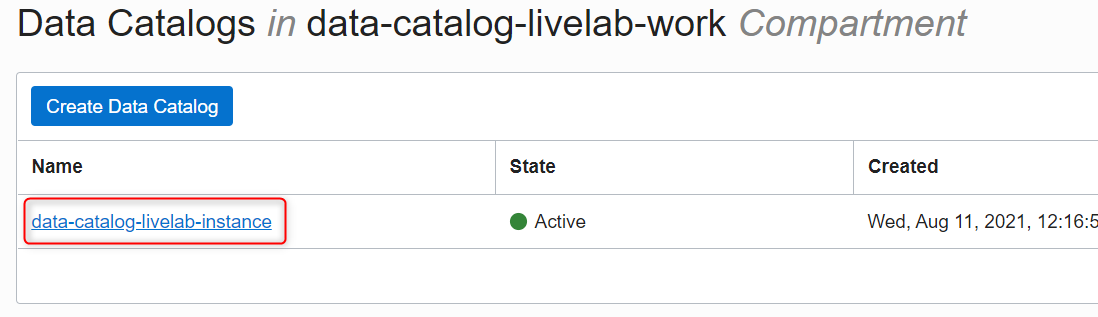 Data Catalogs in data-catalog-livelab-work Compartment
Create Data Catalog
Name State Created
data-catalog-livelab-instance Active Wed, Aug 11, 2021, 12:16:5